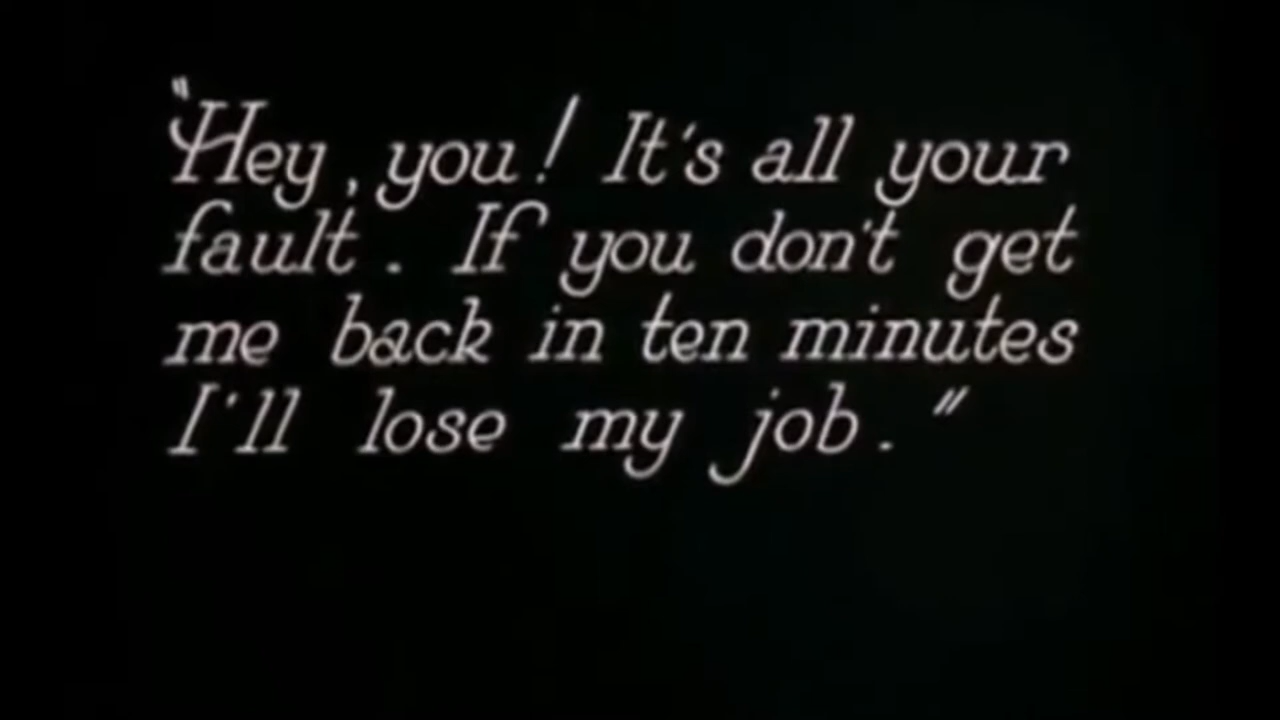 "Hey, you! It's all your
fault. If you don't get
me back in ten minutes
I'll lose my job."